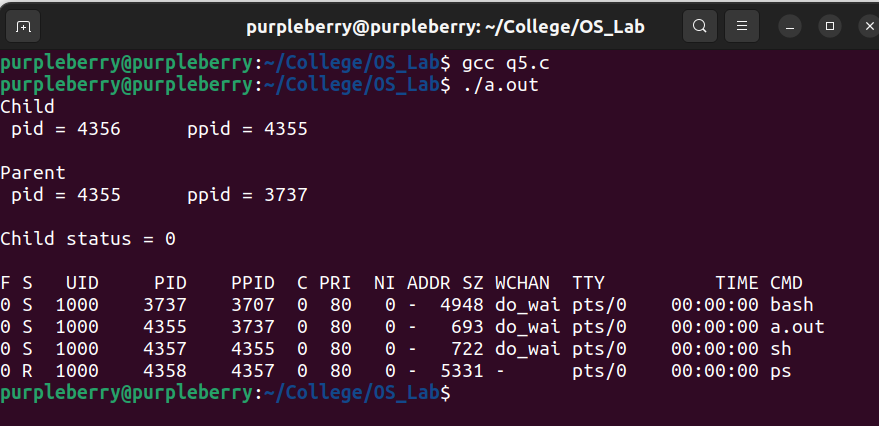 purpleberry@purpleberry: ~/College/OS_Lab
purpleberry@purpleberry:~/College/OS_Lab$ gcc q5.c
purpleberry@purpleberry:~/College/OS_Lab$ ./a.out
Child
 pid = 4356      ppid = 4355
Parent
 pid = 4355      ppid = 3737
Child status = 0
F S   UID     PID    PPID  C PRI  NI ADDR SZ WCHAN  TTY          TIME CMD
0 S  1000    3737    3707  0  80   0 -  4948 do_wai pts/0    00:00:00 bash
0 S  1000    4355    3737  0  80   0 -   693 do_wai pts/0    00:00:00 a.out
0 S  1000    4357    4355  0  80   0 -   722 do_wai pts/0    00:00:00 sh
0 R  1000    4358    4357  0  80   0 -  5331 -      pts/0    00:00:00 ps
purpleberry@purpleberry:~/College/OS_Lab$